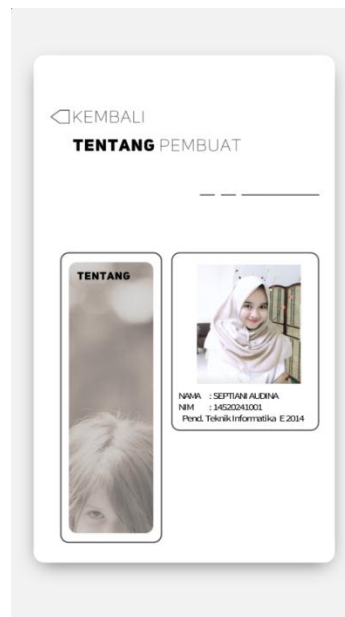 KEMBALI
TENTANG PEMBUAT
TENTANG
NAMA : SEPTIANI AUDINA
NIM : 14520241001
Pend. Teknik Informatika E 2014